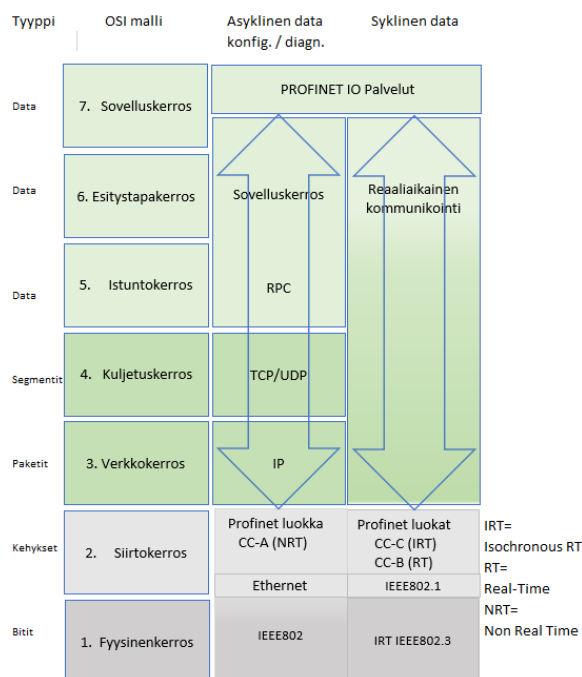 Tyyppi
OSI malli
Asyklinen data
konfig. / diagn.
Syklinen data
PROFINET IO Palvelut
Data
7. Sovelluskerros
Data
6. Esitystapakerros
Sovelluskerros
Reaaliaikainen
kommunikointi
Data
5. Istuntokerros
RPC
Segmentit
4. Kuljetuskerros
TCP/UDP
Paketit
3. Verkkokerros
IP
Kehykset
2. Siirtokerros
Profinet luokka
CC-A (NRT)
Ethernet
Profinet luokat
CC-C (IRT)
CC-B (RT)
IEEE802.1
IRT=
Isochronous RT
RT=
Real-Time
NRT=
Non Real Time
Bitit
1. Fyysinenkerros
IEEE802
IRT IEEE802.3